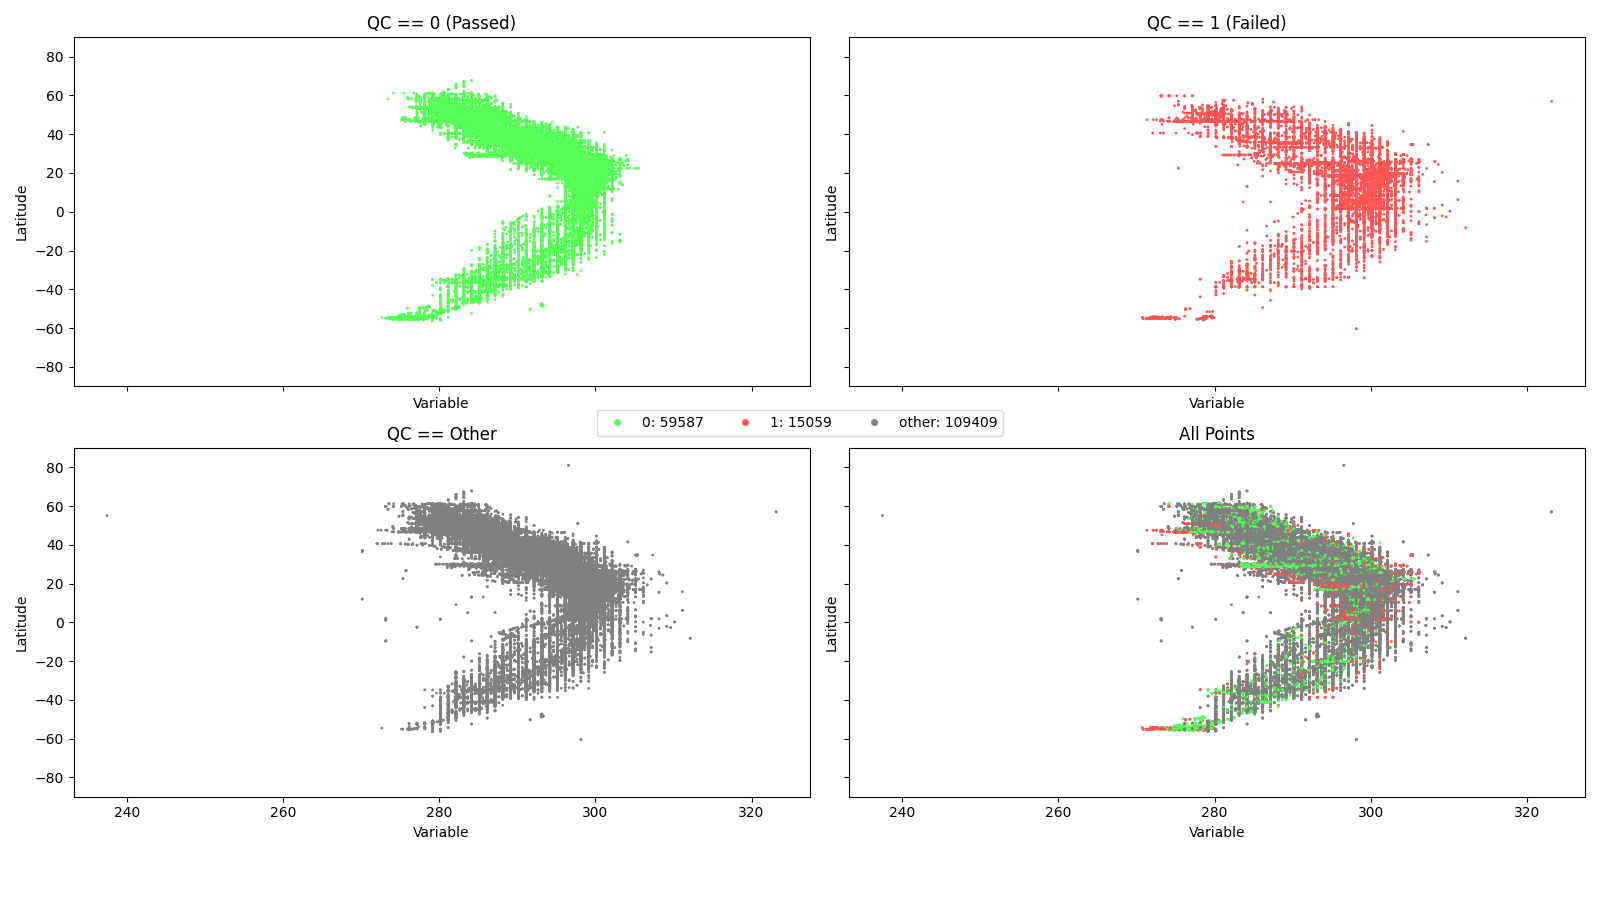 QC == 0 (Passed)
QC == 1 (Failed)
80
60
40
20
0
−20
−40
−60
−80
Latitude
Latitude
Variable
Variable
0: 59587
1: 15059
other: 109409
QC == Other
All Points
80
60
40
20
0
−20
−40
−60
−80
Latitude
Latitude
240
260
280
300
320
240
260
280
300
320
Variable
Variable